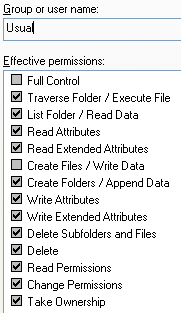 Group or user name:
Usual
Effective permissions:
Full Control
Traverse Folder / Execute File
List Folder / Read Data
Read Attributes
Read Extended Attributes
Create Files / Write Data
Create Folders / Append Data
Write Attributes
Write Extended Attributes
Delete Subfolders and Files
Delete
Read Permissions
Change Permissions
Take Ownership